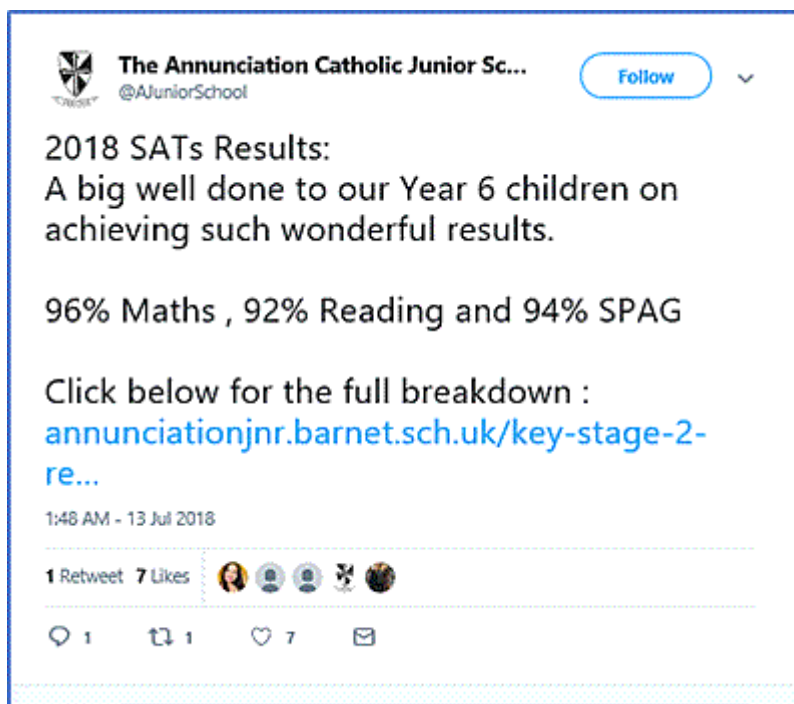 The Annunciation Catholic Junior Sc...
Follow
@AJuniorSchool
2018 SATs Results:
A big well done to our Year 6 children on
achieving such wonderful results.
96% Maths , 92% Reading and 94% SPAG
Click below for the full breakdown :
annunciationjnr.barnet.sch.uk/key-stage-2-
re...
1:48 AM - 13 Jul 2018
1 Retweet 7 Likes
1 1 7